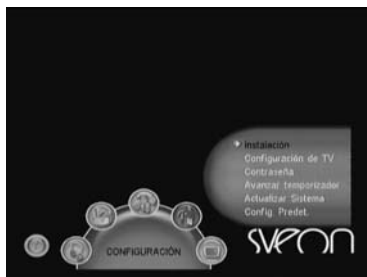 Instalación
Configuración de TV
Contraseña
Avanzar temporizador
Actualizar Sistema
Config. Predet.
CONFIGURACIÓN
sveon